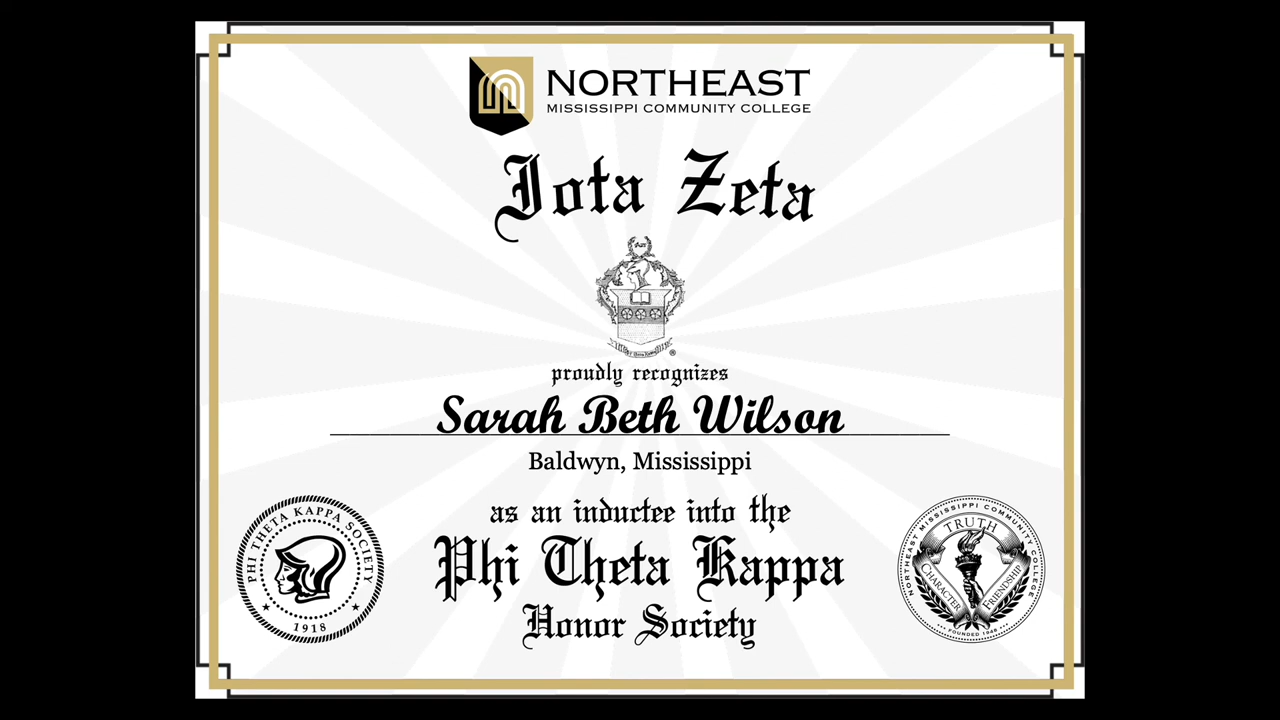 NORTHEAST
MISSISSIPPI COMMUNITY COLLEGE
Iota Zeta
proudly recognizes
Sarah Beth Wilson
Baldwyn, Mississippi
as an inductee into the
Phi Theta Kappa
Honor Society
PHI THETA KAPPA SOCIETY
1918
NORTHEAST MISSISSIPPI COMMUNITY COLLEGE
TRUTH
CHARACTER
FRIENDSHIP
FOUNDED 1948